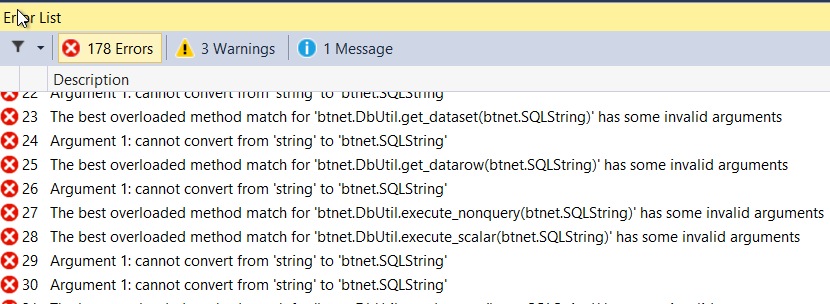 Error List
178 Errors
3 Warnings
1 Message
Description
22 Argument 1: cannot convert from 'string' to 'btnet.SQLString'
23 The best overloaded method match for 'btnet.DbUtil.get_dataset(btnet.SQLString)' has some invalid arguments
24 Argument 1: cannot convert from 'string' to 'btnet.SQLString'
25 The best overloaded method match for 'btnet.DbUtil.get_datarow(btnet.SQLString)' has some invalid arguments
26 Argument 1: cannot convert from 'string' to 'btnet.SQLString'
27 The best overloaded method match for 'btnet.DbUtil.execute_nonquery(btnet.SQLString)' has some invalid arguments
28 The best overloaded method match for 'btnet.DbUtil.execute_scalar(btnet.SQLString)' has some invalid arguments
29 Argument 1: cannot convert from 'string' to 'btnet.SQLString'
30 Argument 1: cannot convert from 'string' to 'btnet.SQLString'